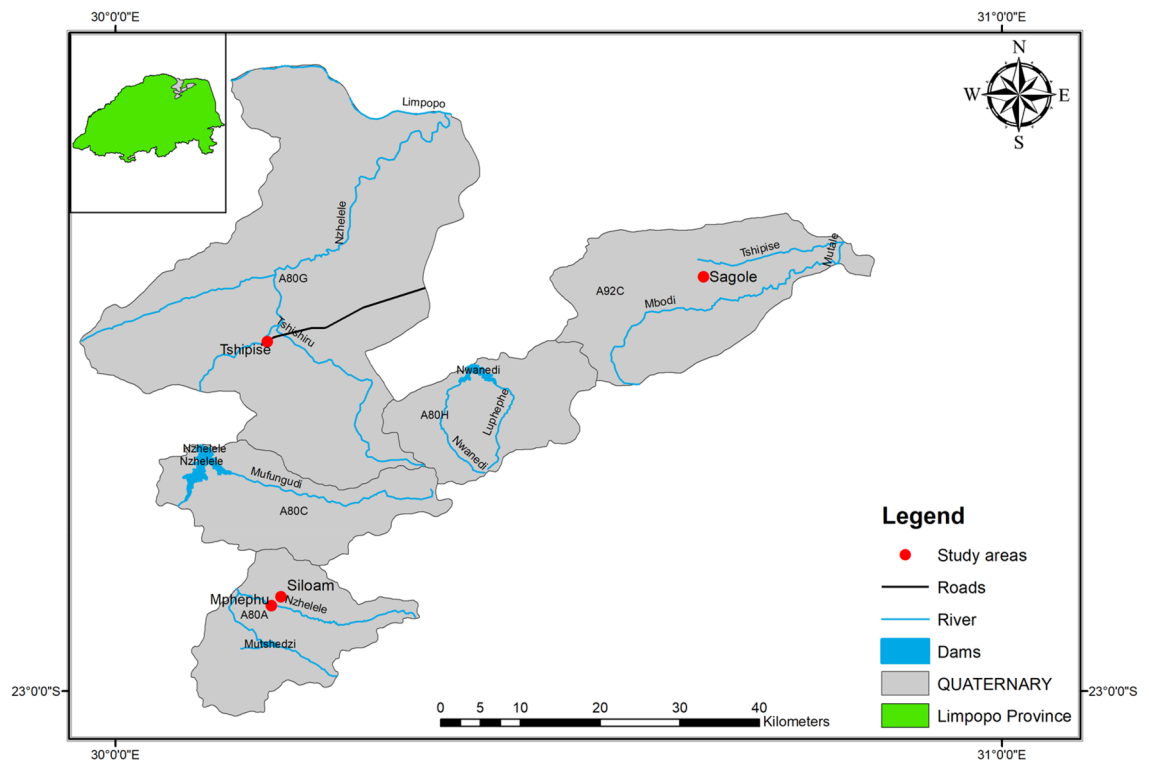 30°0'0"E
31°0'0"E
N
W
E
S
Limpopo
Nzhelele
Tshipise
Mutale
A80G
Sagole
A92C
Mbodi
Tshishiru
Tshipise
Nwanedi
A80H
Luphephe
Nwanedi
Nzhelele
Nzhelele
Mufungudi
A80C
Legend
Study areas
Roads
River
Dams
QUATERNARY
Limpopo Province
Siloam
Mphephu
Nzhelele
A80A
Mutshedzi
23°0'0"S
23°0'0"S
0 5 10 20 30 40
Kilometers
30°0'0"E
31°0'0"E